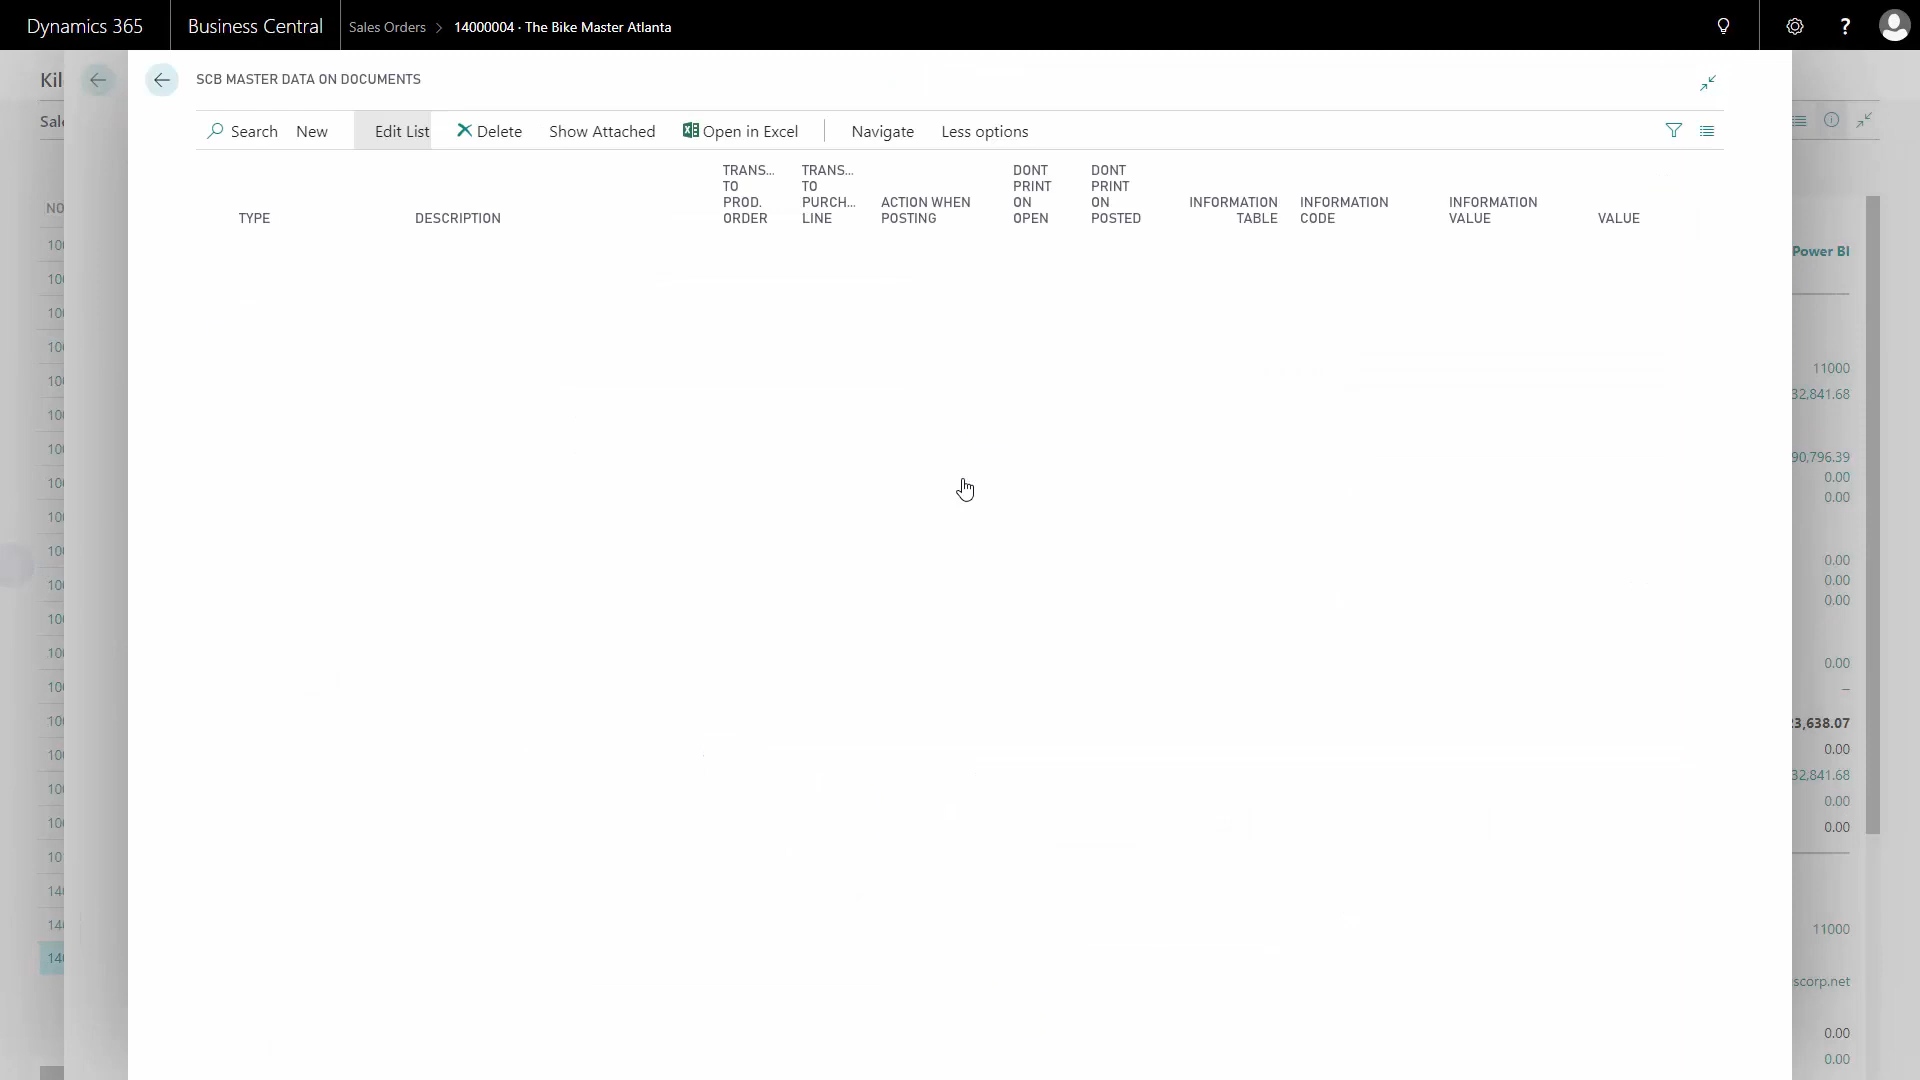 Dynamics 365
Business Central
Sales Orders
14000004 · The Bike Master Atlanta
?
Kil
Sale
SCB MASTER DATA ON DOCUMENTS
Search
New
Edit List
Delete
Show Attached
Open in Excel
Navigate
Less options
TYPE
DESCRIPTION
TRANS...
TO
PROD.
ORDER
TRANS...
TO
PURCH...
LINE
ACTION WHEN
POSTING
DONT
PRINT
ON
OPEN
DONT
PRINT
ON
POSTED
INFORMATION
TABLE
INFORMATION
CODE
INFORMATION
VALUE
VALUE
NO
Power BI
11000
32,841.68
90,796.39
0.00
0.00
0.00
0.00
0.00
0.00
–
3,638.07
0.00
32,841.68
0.00
0.00
11000
scorp.net
0.00
0.00